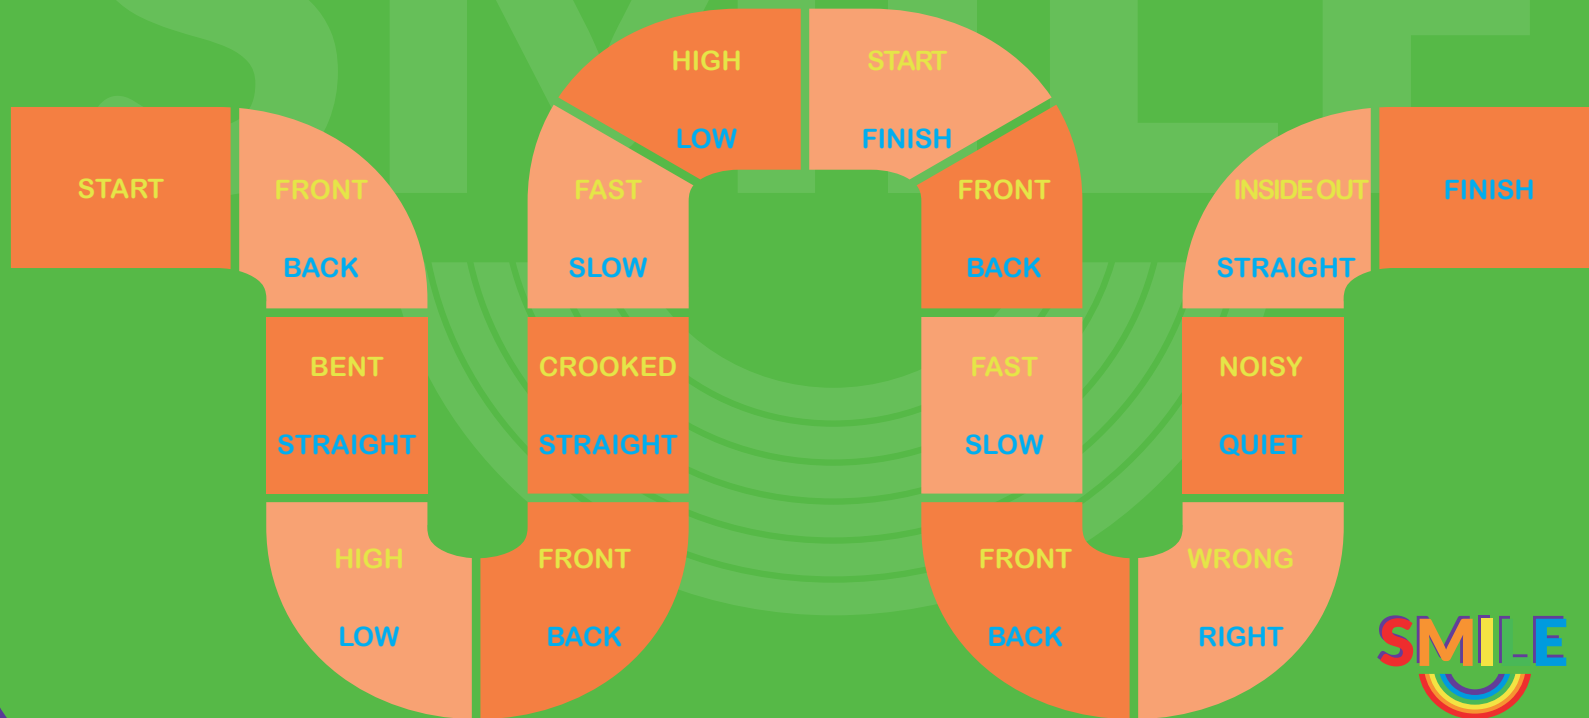 START
FRONT
BACK
BENT
STRAIGHT
HIGH
LOW
FRONT
BACK
CROOKED
STRAIGHT
FAST
SLOW
HIGH
LOW
START
FINISH
FRONT
BACK
FAST
SLOW
FRONT
BACK
WRONG
RIGHT
NOISY
QUIET
INSIDE OUT
STRAIGHT
FINISH
SMILE